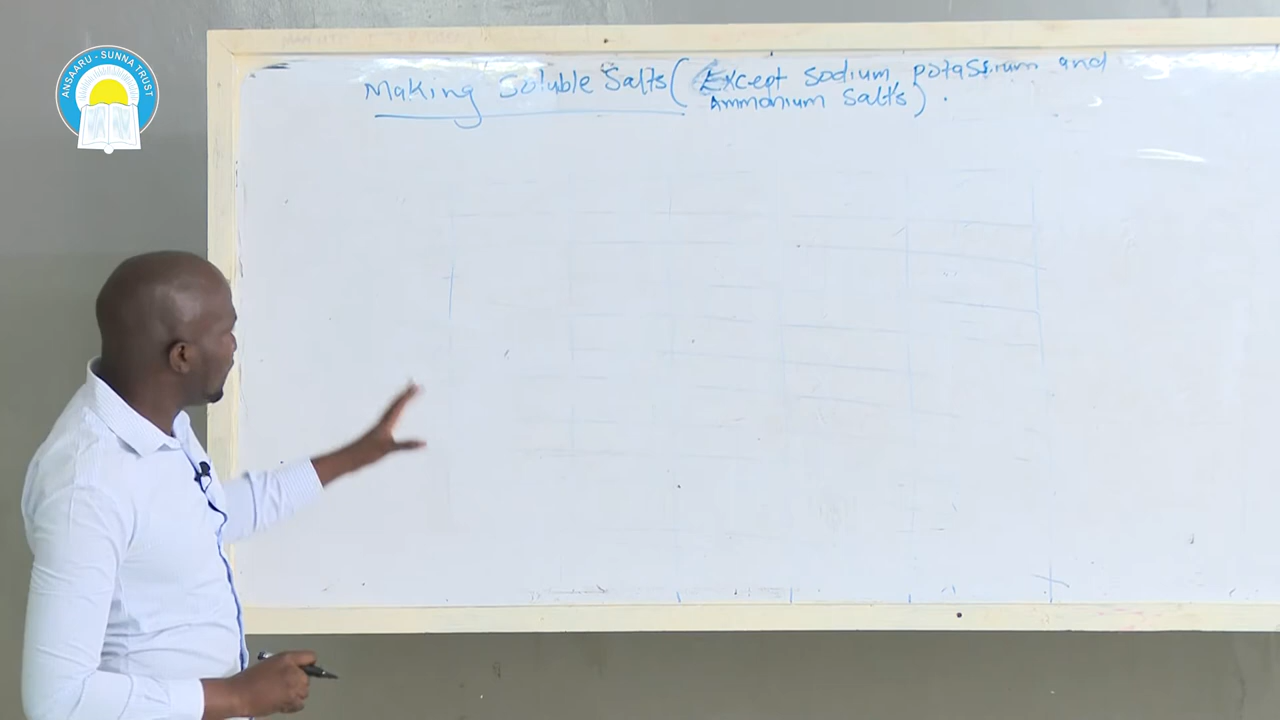 ANSAARU - SUNNA TRUST
Making Soluble Salts (Except Sodium, potassium and
Ammonium Salts).